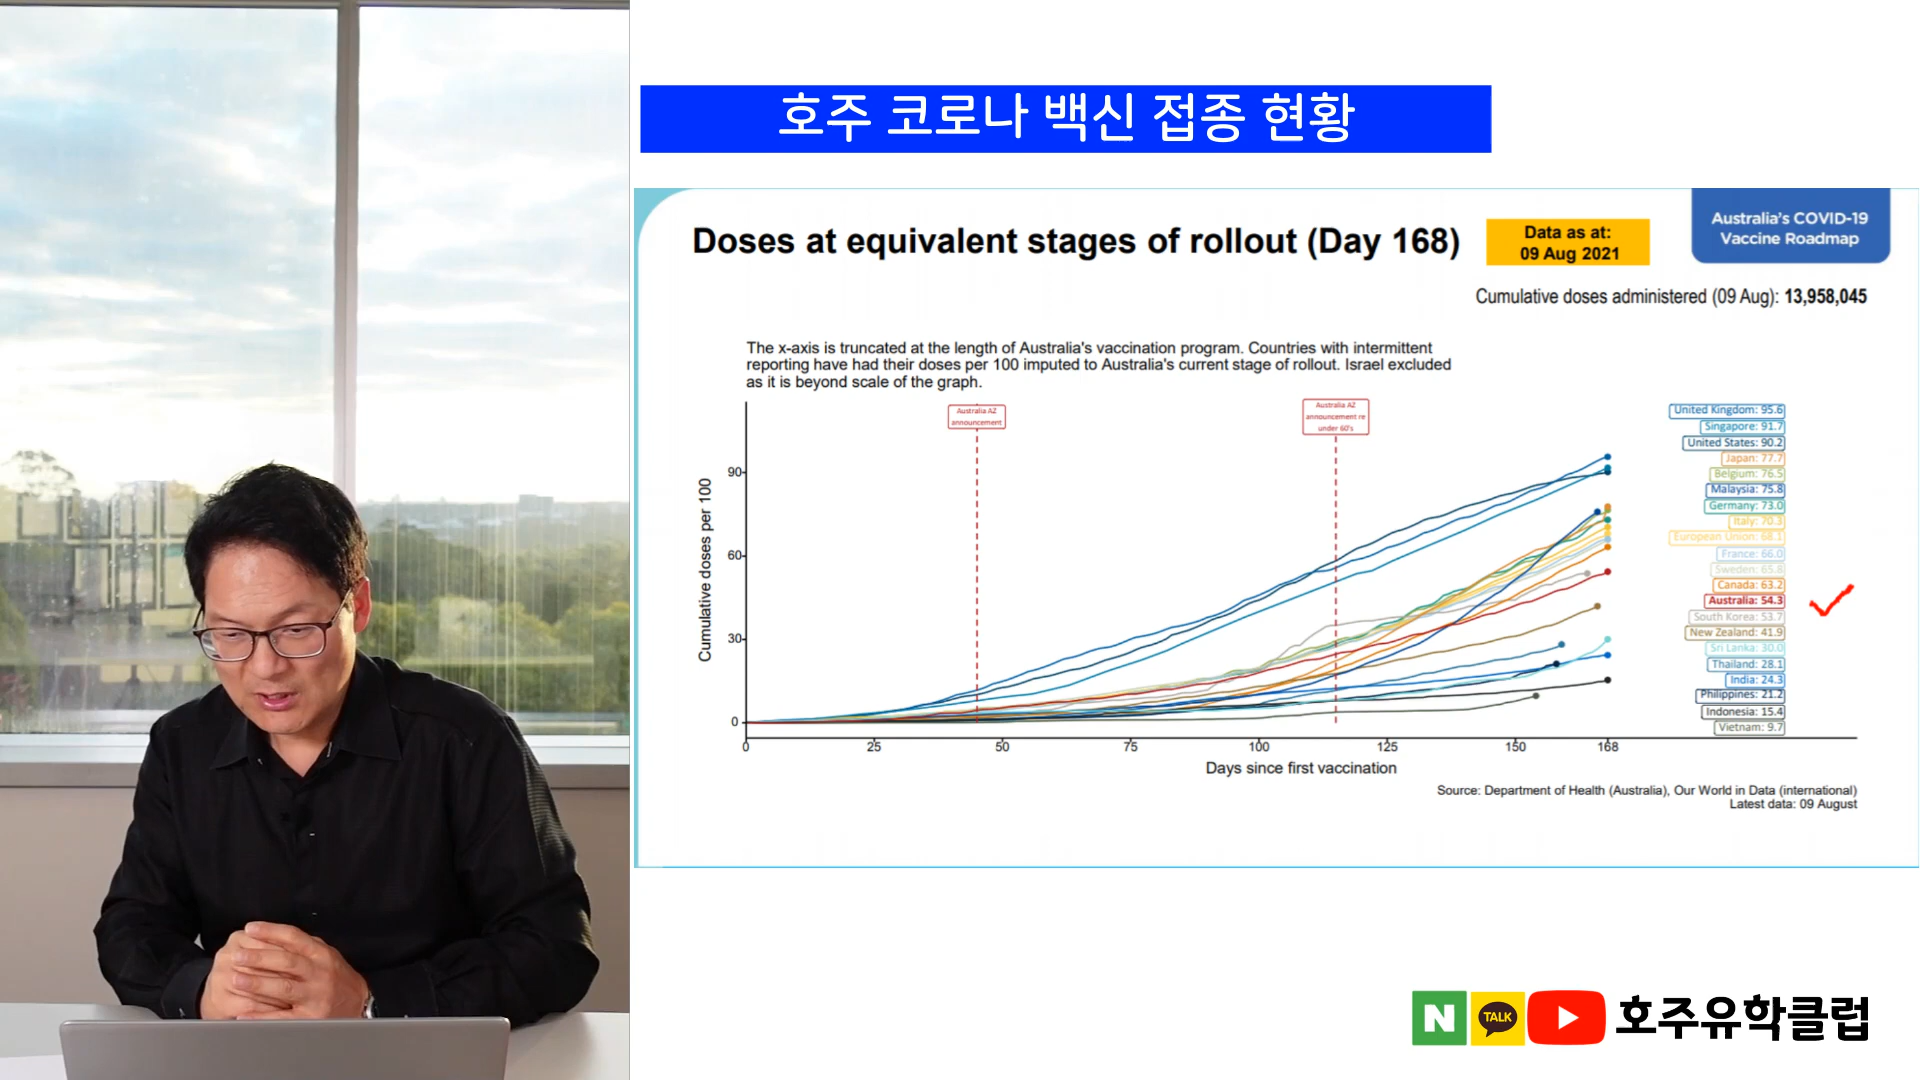 호주 코로나 백신 접종 현황
Doses at equivalent stages of rollout (Day 168)
Data as at:
09 Aug 2021
Australia's COVID-19
Vaccine Roadmap
Cumulative doses administered (09 Aug): 13,958,045
The x-axis is truncated at the length of Australia's vaccination program. Countries with intermittent
reporting have had their doses per 100 imputed to Australia's current stage of rollout. Israel excluded
as it is beyond scale of the graph.
Australia AZ
announcement
Australia AZ
announcement re
under 60's
United Kingdom: 95.6
Singapore: 91.7
United States: 90.2
Japan: 77.7
Belgium: 76.5
Malaysia: 75.8
Germany: 73.0
Italy: 70.3
European Union: 68.1
France: 66.0
Sweden: 65.8
Canada: 63.2
Australia: 54.3
South Korea: 53.7
New Zealand: 41.9
Sri Lanka: 30.0
Thailand: 28.1
India: 24.3
Philippines: 21.2
Indonesia: 15.4
Vietnam: 9.7
Cumulative doses per 100
90
60
30
0
0 25 50 75 100 125 150 168
Days since first vaccination
Source: Department of Health (Australia), Our World in Data (international)
Latest data: 09 August
N TALK 호주유학클럽